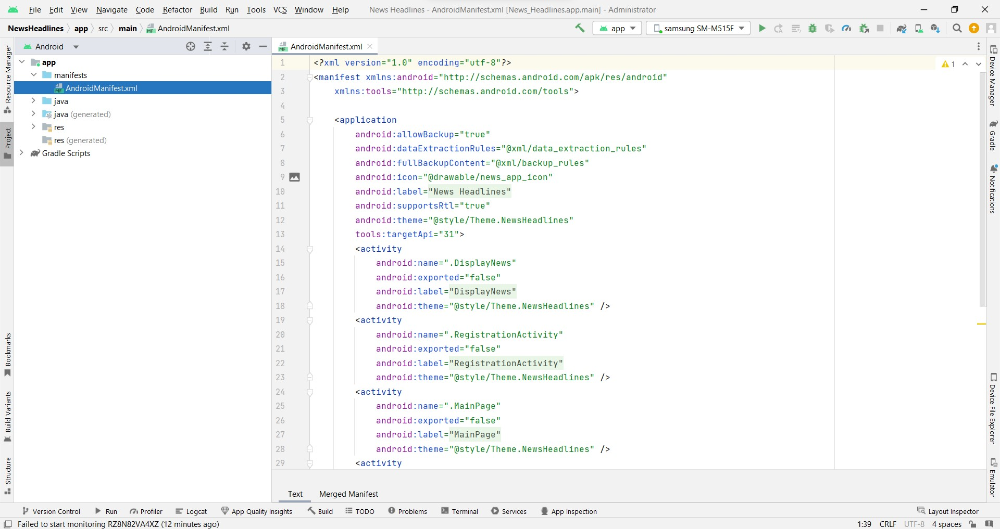 File Edit View Navigate Code Refactor Build Run Tools VCS Window Help News Headlines - AndroidManifest.xml [News_Headlines.app.main] - Administrator
NewsHeadlines app src main MF AndroidManifest.xml app samsung SM-M515F
Android
MF AndroidManifest.xml
Resource Manager
Project
Bookmarks
Build Variants
Structure
app
manifests
MF AndroidManifest.xml
java
java (generated)
res
res (generated)
Gradle Scripts
1 <?xml version="1.0" encoding="utf-8"?>
2 <manifest xmlns:android="http://schemas.android.com/apk/res/android"
3 xmlns:tools="http://schemas.android.com/tools">
4
5 <application
6 android:allowBackup="true"
7 android:dataExtractionRules="@xml/data_extraction_rules"
8 android:fullBackupContent="@xml/backup_rules"
9 android:icon="@drawable/news_app_icon"
10 android:label="News Headlines"
11 android:supportsRtl="true"
12 android:theme="@style/Theme.NewsHeadlines"
13 tools:targetApi="31">
14 <activity
15 android:name=".DisplayNews"
16 android:exported="false"
17 android:label="DisplayNews"
18 android:theme="@style/Theme.NewsHeadlines" />
19 <activity
20 android:name=".RegistrationActivity"
21 android:exported="false"
22 android:label="RegistrationActivity"
23 android:theme="@style/Theme.NewsHeadlines" />
24 <activity
25 android:name=".MainPage"
26 android:exported="false"
27 android:label="MainPage"
28 android:theme="@style/Theme.NewsHeadlines" />
29 <activity
1
Device Manager
Gradle
Notifications
Device File Explorer
Emulator
Text Merged Manifest
Version Control Run Profiler Logcat App Quality Insights Build TODO Problems Terminal Services App Inspection Layout Inspector
Failed to start monitoring RZ8N82VA4XZ (12 minutes ago) 1:39 CRLF UTF-8 4 spaces